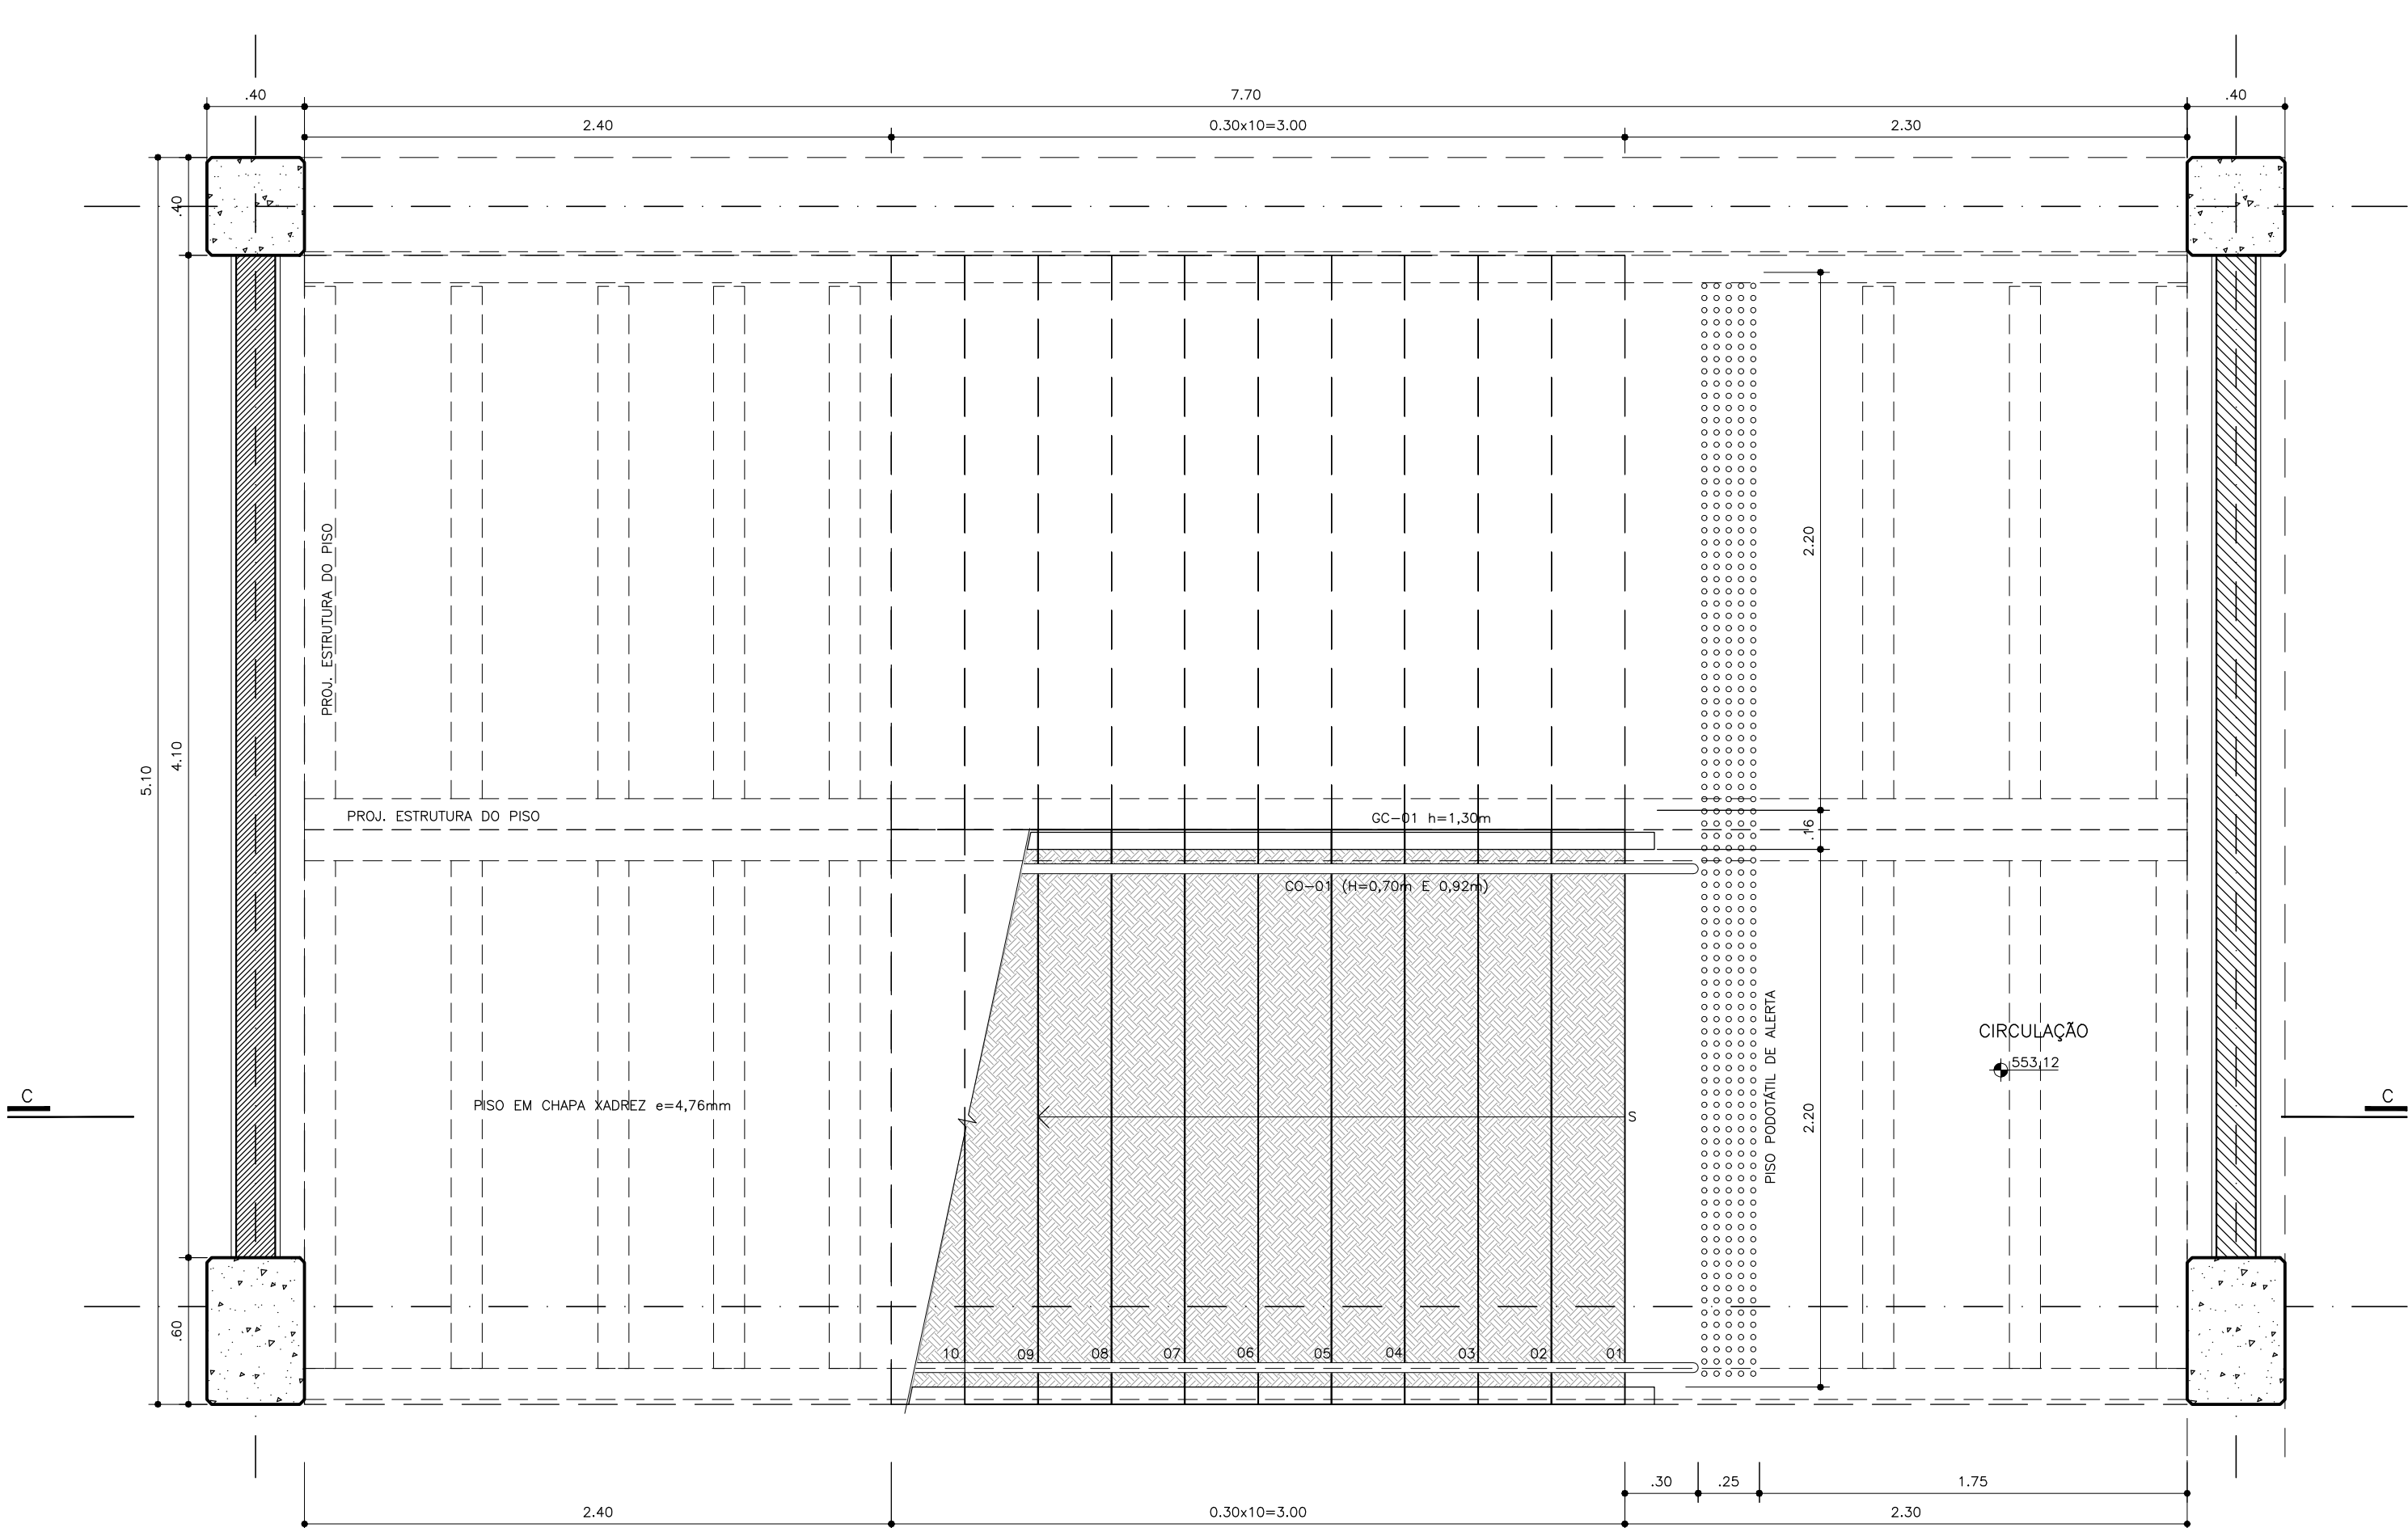 .40
7.70
.40
2.40
0.30x10=3.00
2.30
.40
4.10
5.10
.60
PROJ. ESTRUTURA DO PISO
2.20
PROJ. ESTRUTURA DO PISO
GC-01 h=1,30m
.16
CO-01 (H=0,70m E 0,92m)
PISO PODOTÁTIL DE ALERTA
CIRCULAÇÃO
553,12
C
C
PISO EM CHAPA XADREZ e=4,76mm
S
2.20
10 09 08 07 06 05 04 03 02 01
.30
.25
1.75
2.40
0.30x10=3.00
2.30